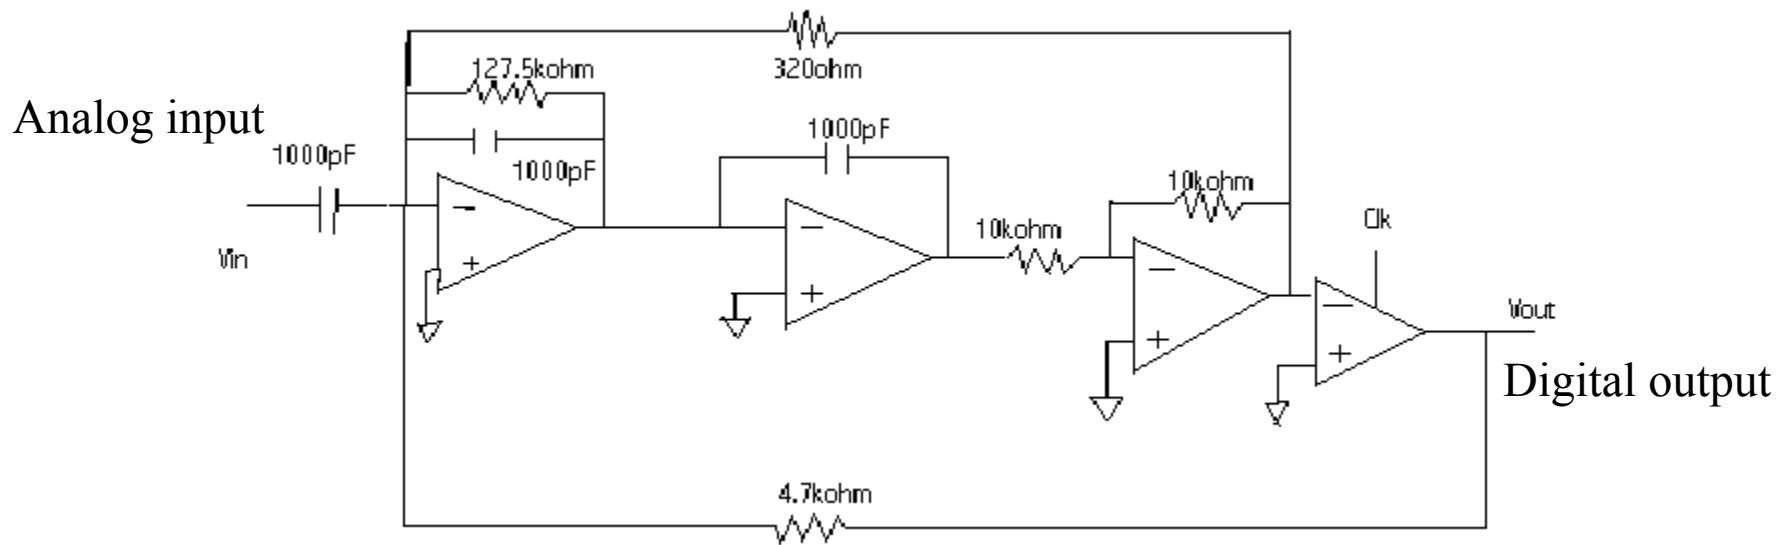 320ohm
127.5kohm
Analog input
1000pF
1000pF
1000pF
10kohm
10kohm
Clk
Vin
Vout
Digital output
4.7kohm